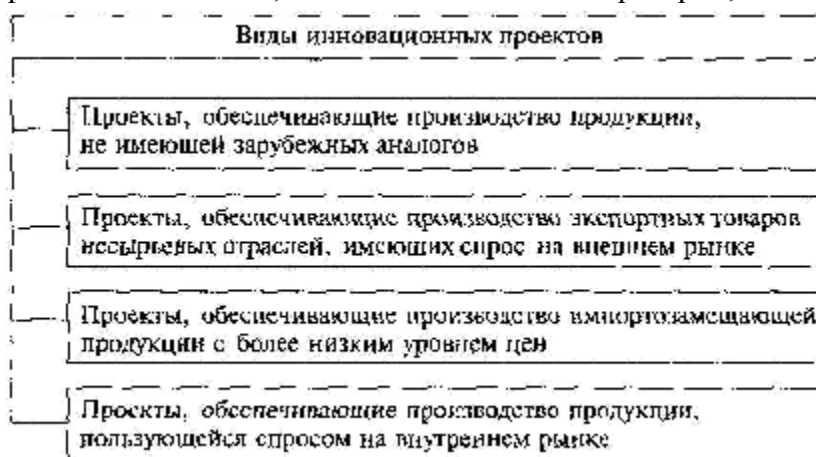 Виды инновационных проектов
Проекты, обеспечивающие производство продукции,
не имеющей зарубежных аналогов
Проекты, обеспечивающие производство экспортных товаров
несырьевых отраслей, имеющих спрос на внешнем рынке
Проекты, обеспечивающие производство импортозамещающей
продукции с более низким уровнем цен
Проекты, обеспечивающие производство продукции,
пользующейся спросом на внутреннем рынке